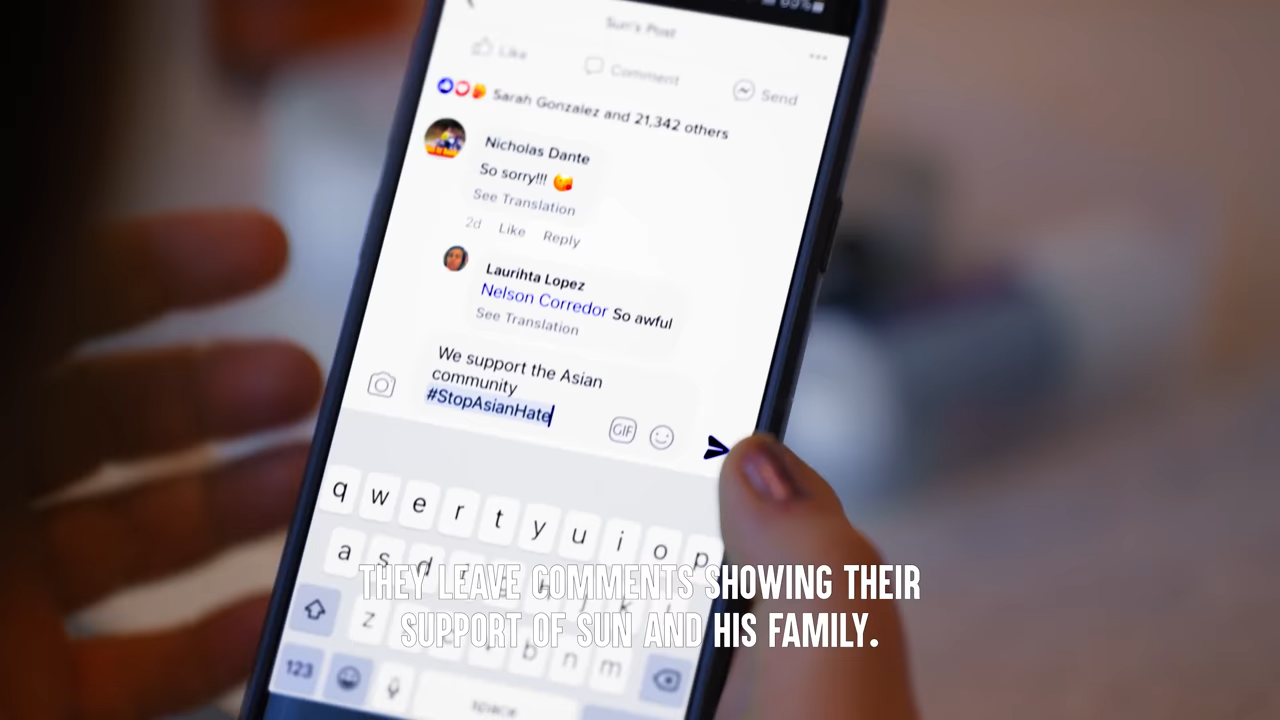 Sun's Post
Like Comment Send
Sarah Gonzalez and 21,342 others
Nicholas Dante
So sorry!!!
See Translation
2d Like Reply
Laurihta Lopez
Nelson Corredor So awful
See Translation
We support the Asian
community
#StopAsianHate
GIF
q w e r t y u i o p
a s d
z b n m
123 space
THEY LEAVE COMMENTS SHOWING THEIR
SUPPORT OF SUN AND HIS FAMILY.